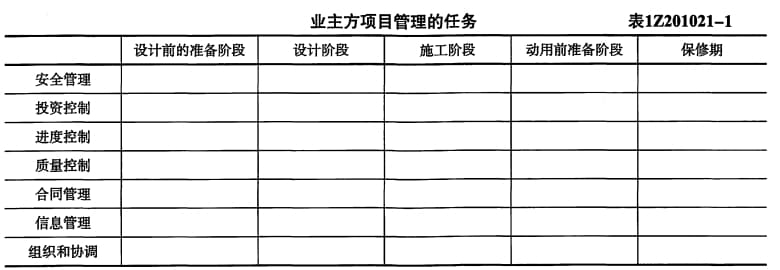 业主方项目管理的任务 表1Z201021-1
设计前的准备阶段 设计阶段 施工阶段 动用前准备阶段 保修期
安全管理
投资控制
进度控制
质量控制
合同管理
信息管理
组织和协调